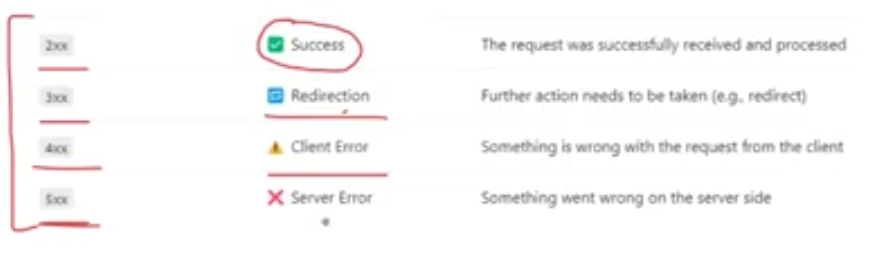 2xx ✅ Success The request was successfully received and processed
3xx 🔁 Redirection Further action needs to be taken (e.g., redirect)
4xx ⚠️ Client Error Something is wrong with the request from the client
5xx ❌ Server Error Something went wrong on the server side